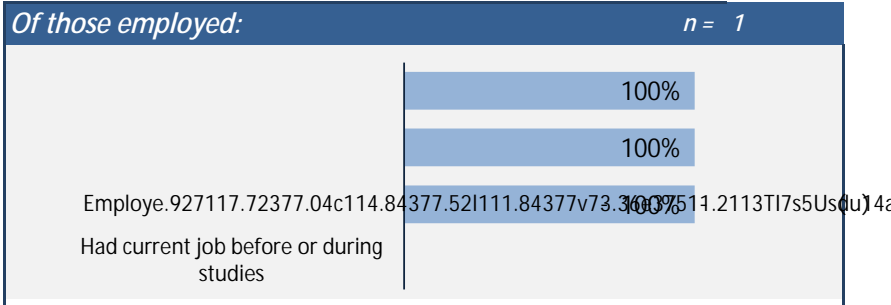 Of those employed: n = 1
100%
100%
100%
Had current job before or during
studies